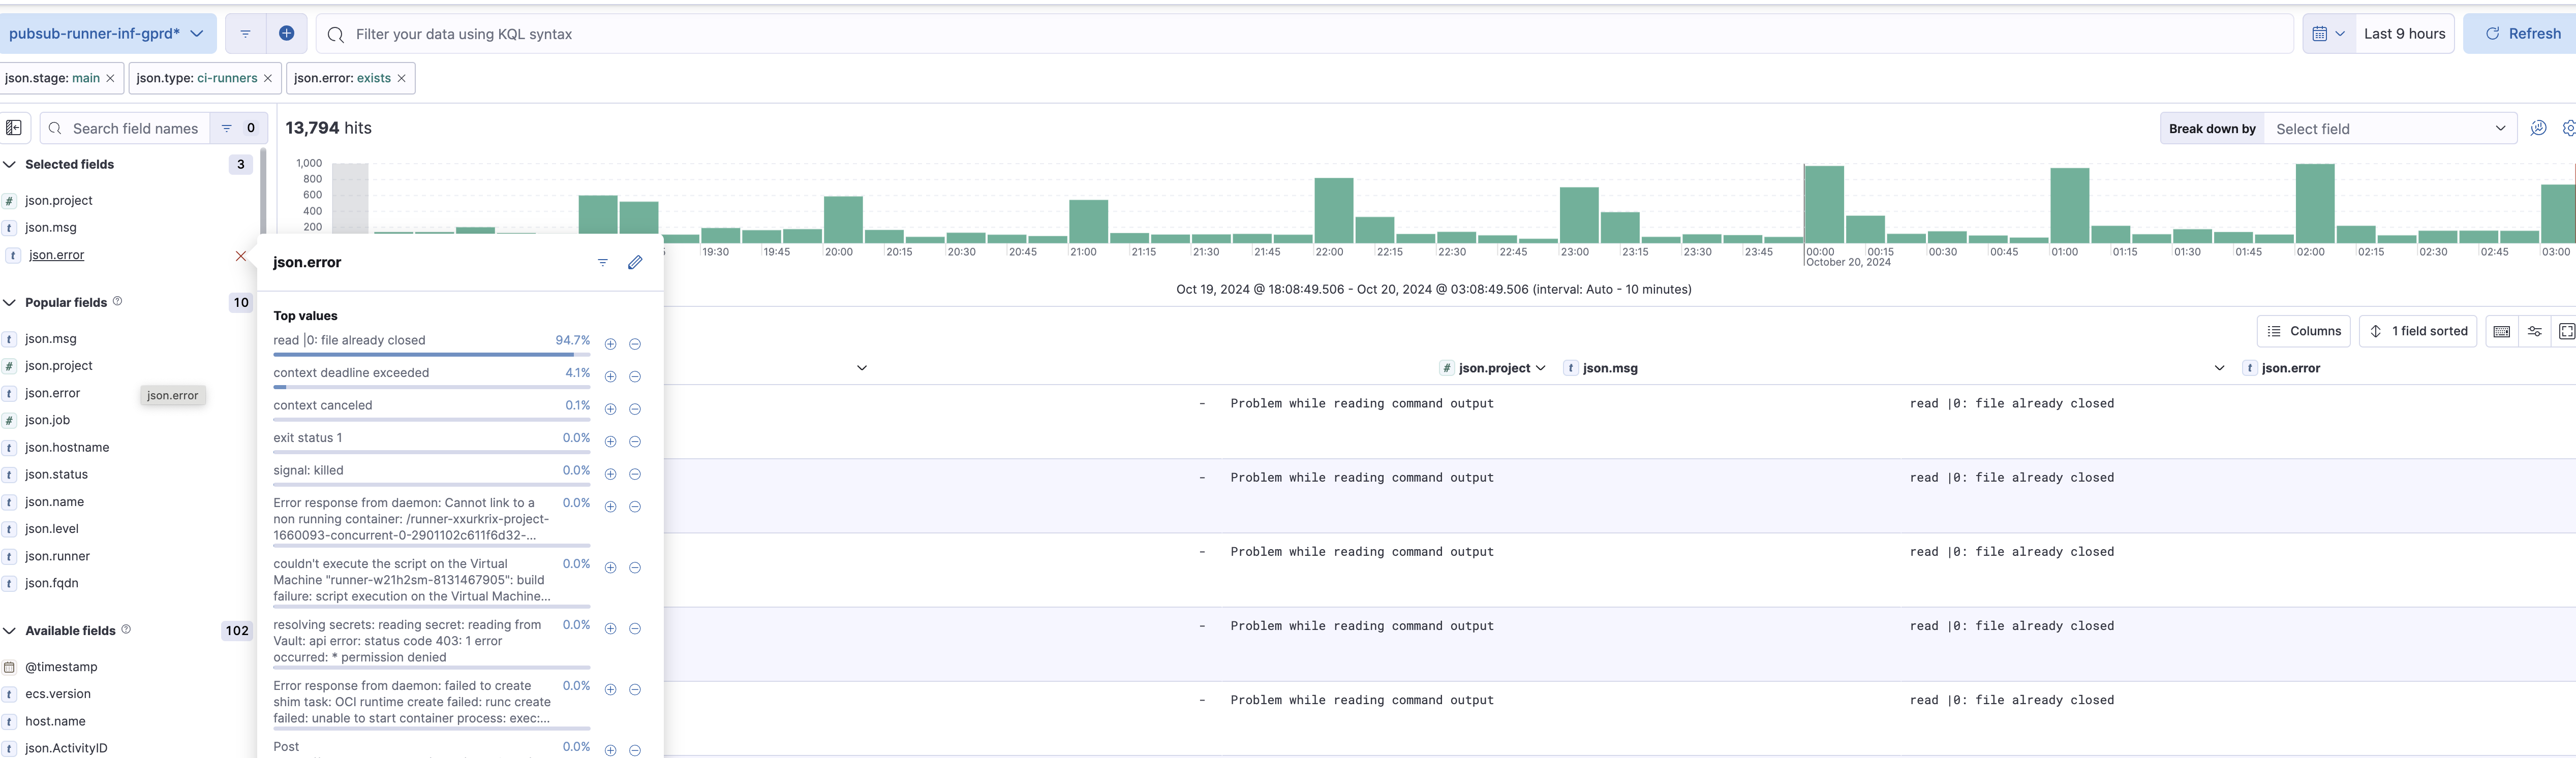 pubsub-runner-inf-gprd*
Filter your data using KQL syntax
Last 9 hours
Refresh
json.stage: main
json.type: ci-runners
json.error: exists
Search field names
0
13,794 hits
Break down by
Select field
Selected fields
3
json.project
json.msg
json.error
1,000
800
600
400
200
19:30
19:45
20:00
20:15
20:30
20:45
21:00
21:15
21:30
21:45
22:00
22:15
22:30
22:45
23:00
23:15
23:30
23:45
00:00
00:15
00:30
00:45
01:00
01:15
01:30
01:45
02:00
02:15
02:30
02:45
03:00
October 20, 2024
Oct 19, 2024 @ 18:08:49.506 - Oct 20, 2024 @ 03:08:49.506 (interval: Auto - 10 minutes)
Popular fields
10
json.msg
json.project
json.error
json.error
json.job
json.hostname
json.status
json.name
json.level
json.runner
json.fqdn
Available fields
102
@timestamp
ecs.version
host.name
json.ActivityID
json.error
Top values
read |0: file already closed
94.7%
context deadline exceeded
4.1%
context canceled
0.1%
exit status 1
0.0%
signal: killed
0.0%
Error response from daemon: Cannot link to a
non running container: /runner-xxurkrix-project-
1660093-concurrent-0-2901102c611f6d32-...
0.0%
couldn't execute the script on the Virtual
Machine "runner-w21h2sm-8131467905": build
failure: script execution on the Virtual Machine...
0.0%
resolving secrets: reading secret: reading from
Vault: api error: status code 403: 1 error
occurred: * permission denied
0.0%
Error response from daemon: failed to create
shim task: OCI runtime create failed: runc create
failed: unable to start container process: exec:...
0.0%
Post
0.0%
Columns
1 field sorted
json.project
json.msg
json.error
- Problem while reading command output read |0: file already closed
- Problem while reading command output read |0: file already closed
- Problem while reading command output read |0: file already closed
- Problem while reading command output read |0: file already closed
- Problem while reading command output read |0: file already closed